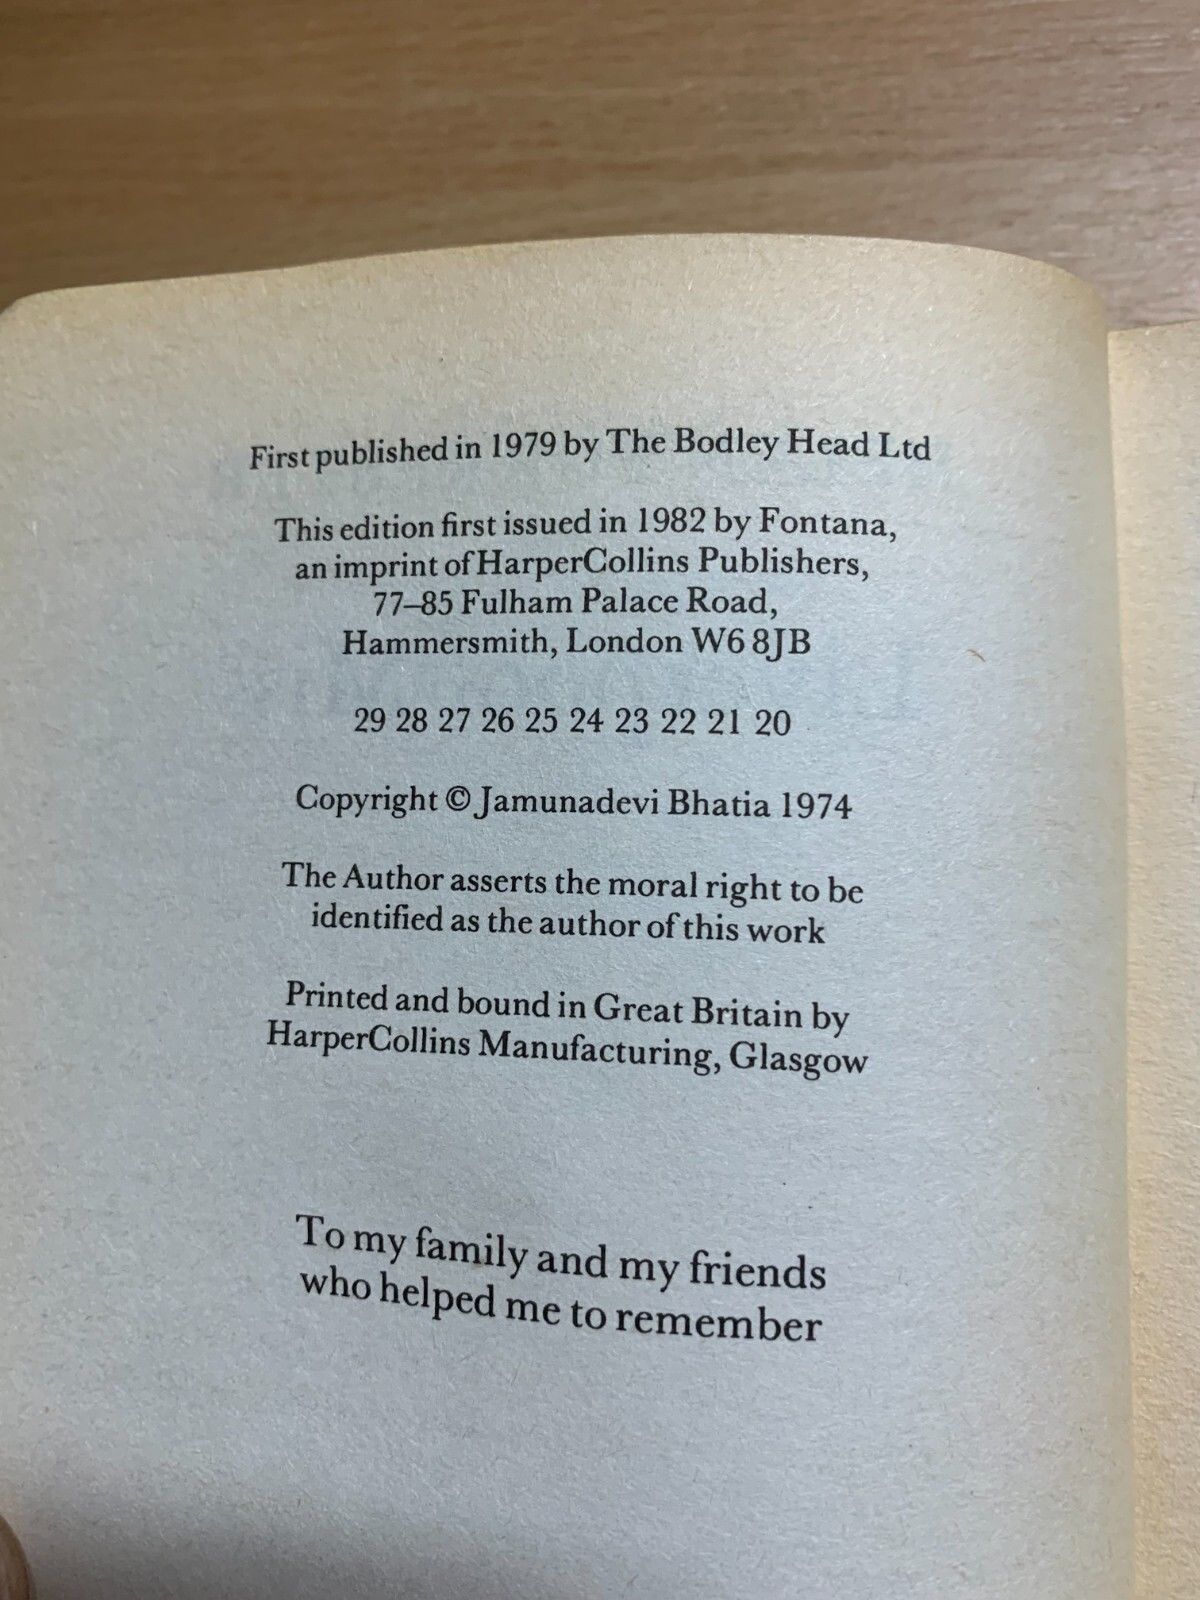 First published in 1979 by The Bodley Head Ltd
This edition first issued in 1982 by Fontana,
an imprint of HarperCollins Publishers,
77–85 Fulham Palace Road,
Hammersmith, London W6 8JB
29 28 27 26 25 24 23 22 21 20
Copyright © Jamunadevi Bhatia 1974
The Author asserts the moral right to be
identified as the author of this work
Printed and bound in Great Britain by
HarperCollins Manufacturing, Glasgow
To my family and my friends
who helped me to remember